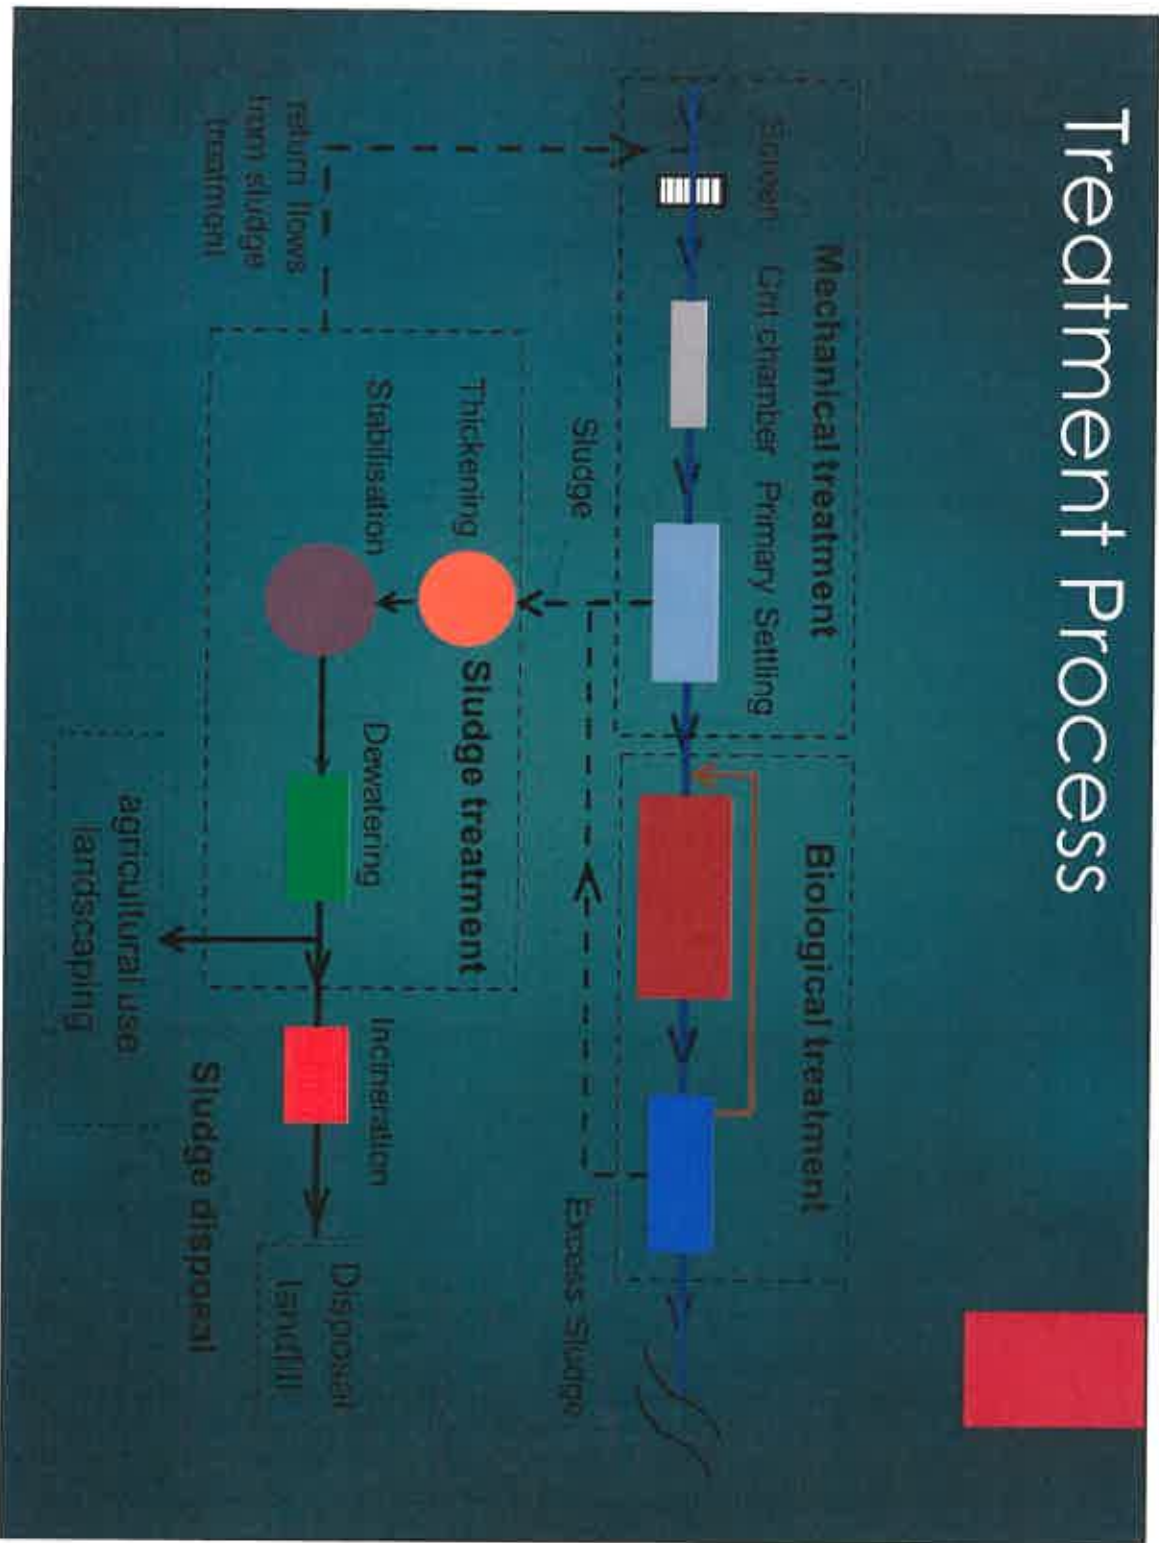 Treatment Process
Mechanical treatment
Biological treatment
Screen
Grit chamber
Primary Settling
Sludge
Excess Sludge
Thickening
Sludge treatment
Stabilisation
Dewatering
Incineration
return flows
from sludge
treatment
Disposal
landfill
agricultural use
landscaping
Sludge disposal